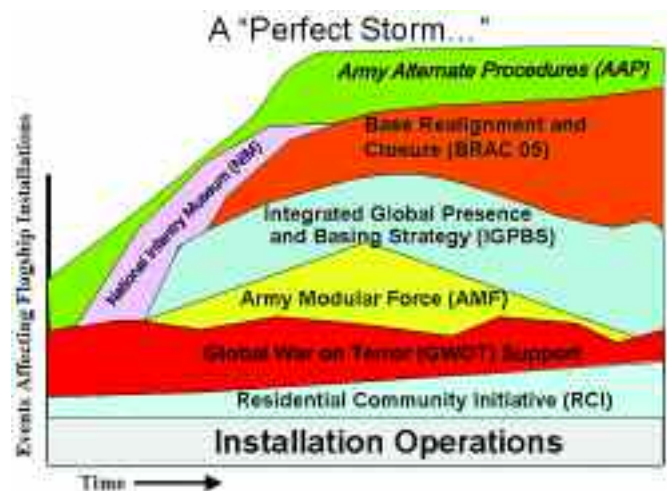 A "Perfect Storm..."
Army Alternate Procedures (AAP)
Base Realignment and
Closure (BRAC 05)
National Infantry Museum (NIM)
Integrated Global Presence
and Basing Strategy (IGPBS)
Army Modular Force (AMF)
Global War on Terror (GWOT) Support
Residential Community Initiative (RCI)
Installation Operations
Events Affecting Flagship Installations
Time